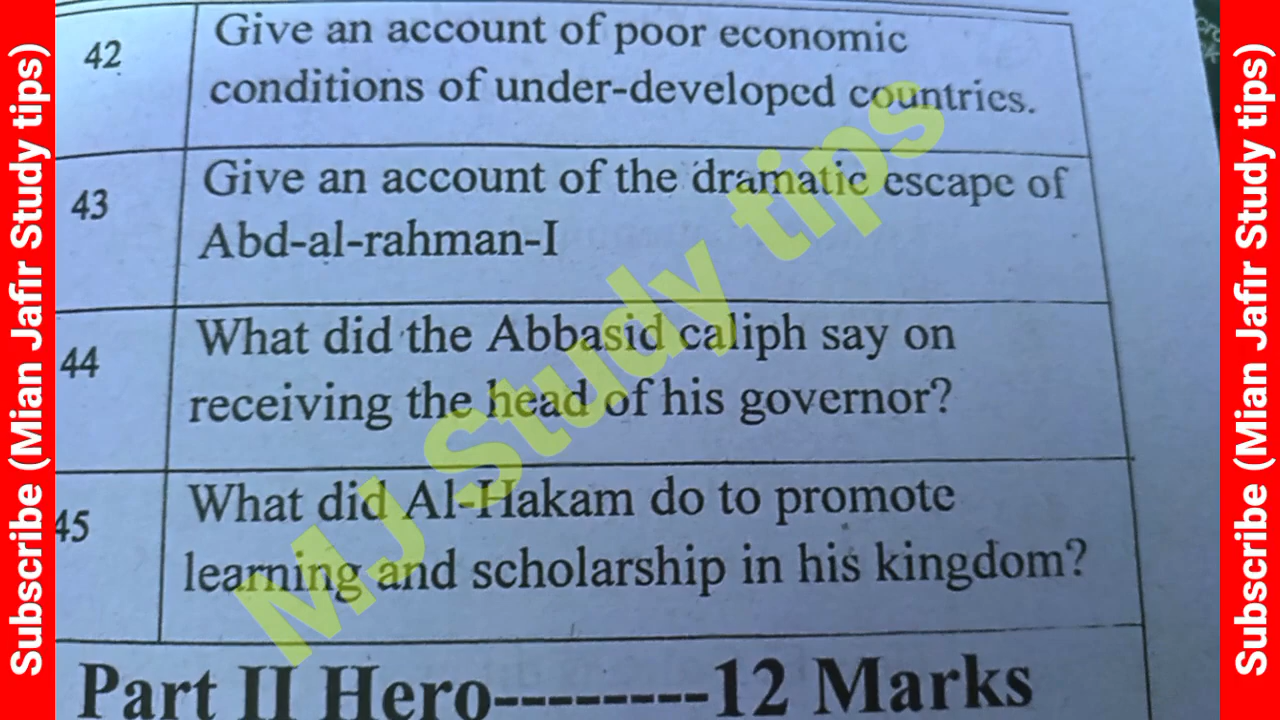 Subscribe (Mian Jafir Study tips)
42
Give an account of poor economic
conditions of under-developed countries.
43
Give an account of the dramatic escape of
Abd-al-rahman-I
44
What did the Abbasid caliph say on
receiving the head of his governor?
45
What did Al-Hakam do to promote
learning and scholarship in his kingdom?
Part II Hero--------12 Marks
MJ Study tips
Subscribe (Mian Jafir Study tips)